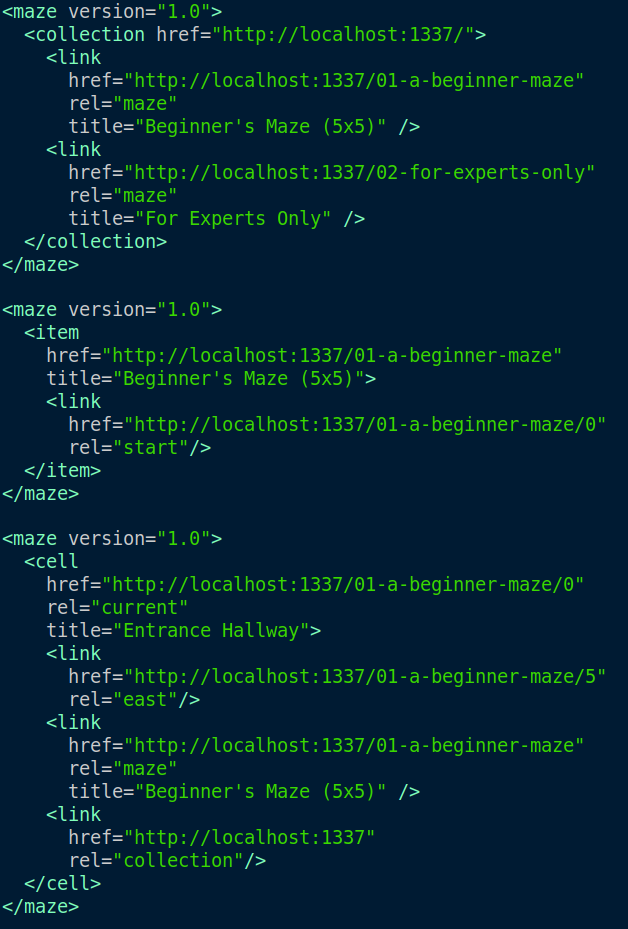 <maze version="1.0">
  <collection href="http://localhost:1337/">
    <link
      href="http://localhost:1337/01-a-beginner-maze"
      rel="maze"
      title="Beginner's Maze (5x5)" />
    <link
      href="http://localhost:1337/02-for-experts-only"
      rel="maze"
      title="For Experts Only" />
  </collection>
</maze>

<maze version="1.0">
  <item
    href="http://localhost:1337/01-a-beginner-maze"
    title="Beginner's Maze (5x5)">
    <link
      href="http://localhost:1337/01-a-beginner-maze/0"
      rel="start"/>
  </item>
</maze>

<maze version="1.0">
  <cell
    href="http://localhost:1337/01-a-beginner-maze/0"
    rel="current"
    title="Entrance Hallway">
    <link
      href="http://localhost:1337/01-a-beginner-maze/5"
      rel="east"/>
    <link
      href="http://localhost:1337/01-a-beginner-maze"
      rel="maze"
      title="Beginner's Maze (5x5)" />
    <link
      href="http://localhost:1337"
      rel="collection"/>
  </cell>
</maze>